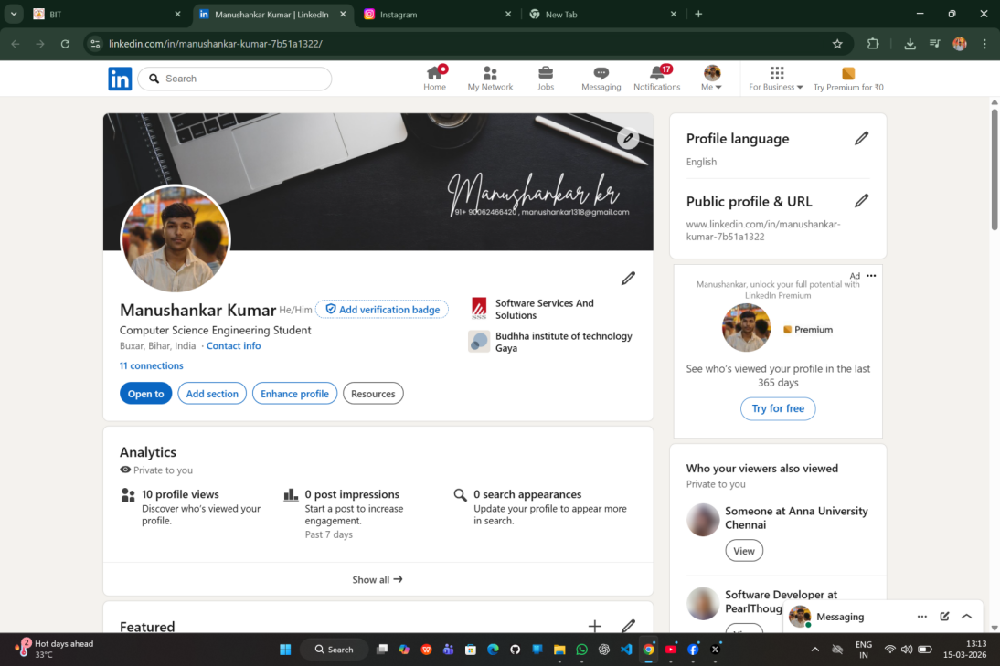 BIT
Manushankar Kumar | LinkedIn
Instagram
New Tab
linkedin.com/in/manushankar-kumar-7b51a1322/
in
Search
Home
My Network
Jobs
Messaging
17
Notifications
Me
For Business
Try Premium for ₹0
Manushankar kr
91+ 90062466420 , manushankar1318@gmail.com
Manushankar Kumar He/Him
Add verification badge
Computer Science Engineering Student
Buxar, Bihar, India · Contact info
11 connections
Open to
Add section
Enhance profile
Resources
SSS
Software Services And
Solutions
Budhha institute of technology
Gaya
Analytics
Private to you
10 profile views
Discover who's viewed your
profile.
0 post impressions
Start a post to increase
engagement.
Past 7 days
0 search appearances
Update your profile to appear more
in search.
Show all →
Featured
Profile language
English
Public profile & URL
www.linkedin.com/in/manushankar-
kumar-7b51a1322
Ad
Manushankar, unlock your full potential with
LinkedIn Premium
Premium
See who's viewed your profile in the last
365 days
Try for free
Who your viewers also viewed
Private to you
Someone at Anna University
Chennai
View
Software Developer at
Messaging
2
Hot days ahead
33°C
Search
ENG
IN
13:13
15-03-2026